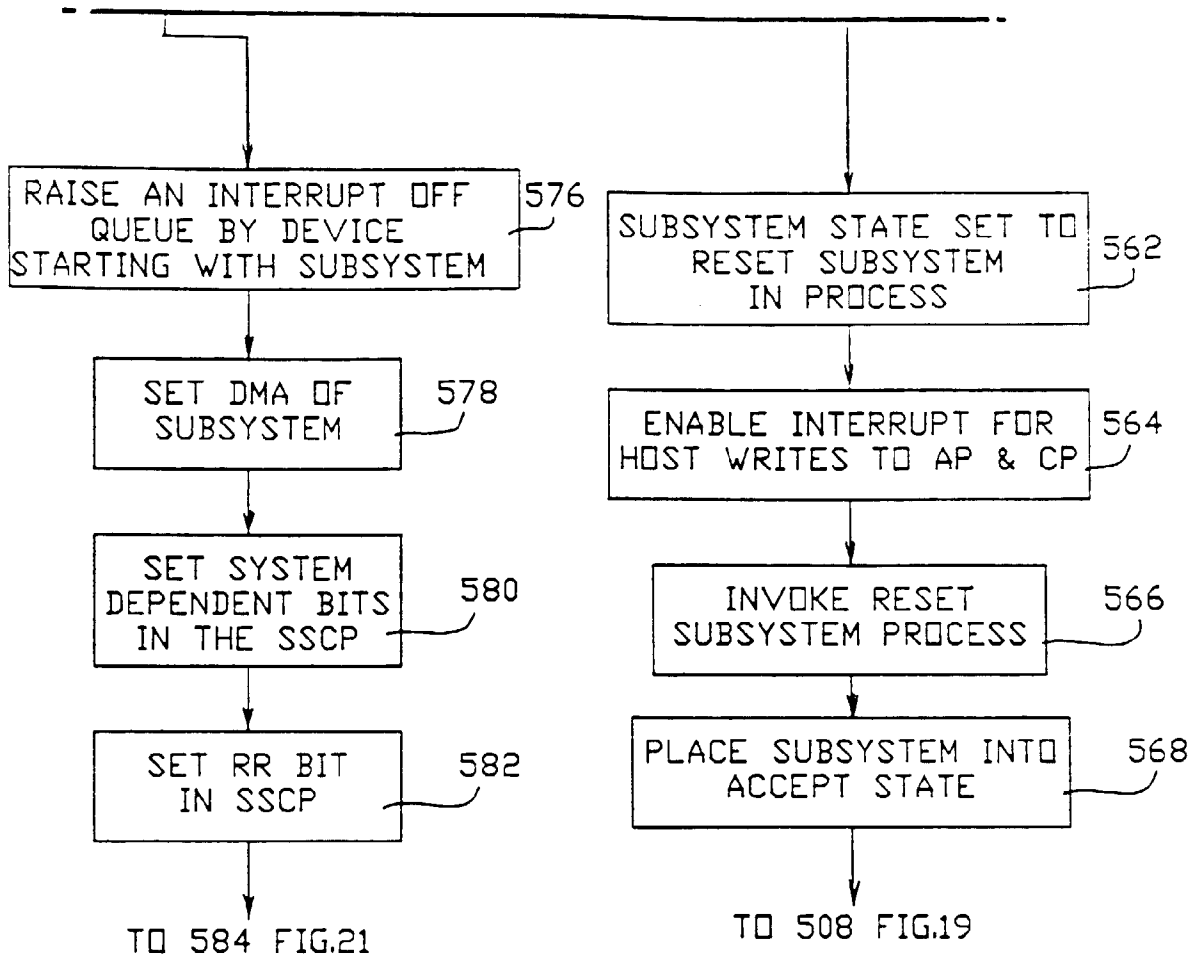 RAISE AN INTERRUPT OFF
QUEUE BY DEVICE
STARTING WITH SUBSYSTEM
576
SET DMA OF
SUBSYSTEM
578
SET SYSTEM
DEPENDENT BITS
IN THE SSCP
580
SET RR BIT
IN SSCP
582
TO 584 FIG.21
SUBSYSTEM STATE SET TO
RESET SUBSYSTEM
IN PROCESS
562
ENABLE INTERRUPT FOR
HOST WRITES TO AP & CP
564
INVOKE RESET
SUBSYSTEM PROCESS
566
PLACE SUBSYSTEM INTO
ACCEPT STATE
568
TO 508 FIG.19